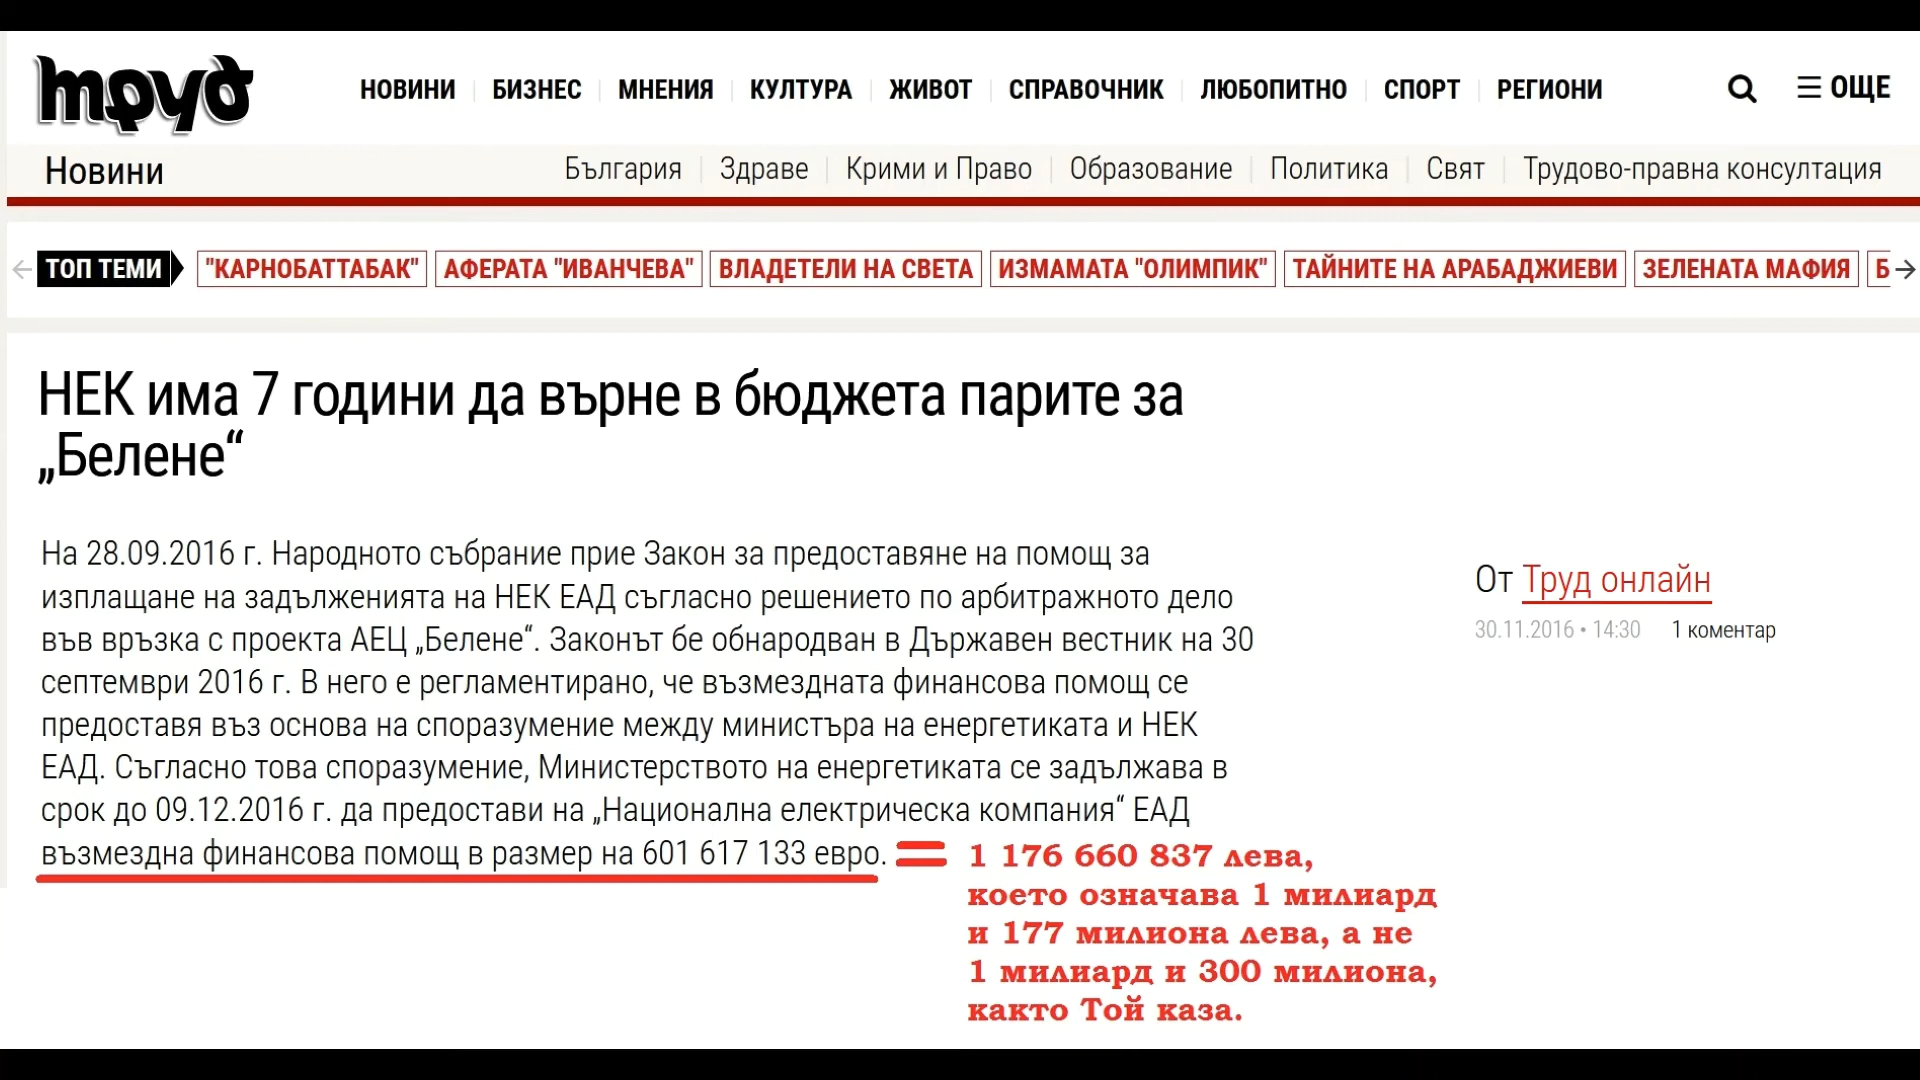 труд
НОВИНИ БИЗНЕС МНЕНИЯ КУЛТУРА ЖИВОТ СПРАВОЧНИК ЛЮБОПИТНО СПОРТ РЕГИОНИ ОЩЕ
Новини България Здраве Крими и Право Образование Политика Свят Трудово-правна консултация
ТОП ТЕМИ "КАРНОБАТТАБАК" АФЕРАТА "ИВАНЧЕВА" ВЛАДЕТЕЛИ НА СВЕТА ИЗМАМАТА "ОЛИМПИК" ТАЙНИТЕ НА АРАБАДЖИЕВИ ЗЕЛЕНАТА МАФИЯ Б
НЕК има 7 години да върне в бюджета парите за
„Белене“
На 28.09.2016 г. Народното събрание прие Закон за предоставяне на помощ за
изплащане на задълженията на НЕК ЕАД съгласно решението по арбитражното дело
във връзка с проекта АЕЦ „Белене“. Законът бе обнародван в Държавен вестник на 30
септември 2016 г. В него е регламентирано, че възмездната финансова помощ се
предоставя въз основа на споразумение между министъра на енергетиката и НЕК
ЕАД. Съгласно това споразумение, Министерството на енергетиката се задължава в
срок до 09.12.2016 г. да предостави на „Национална електрическа компания“ ЕАД
възмездна финансова помощ в размер на 601 617 133 евро.
От Труд онлайн
30.11.2016 • 14:30 1 коментар
= 1 176 660 837 лева,
което означава 1 милиард
и 177 милиона лева, а не
1 милиард и 300 милиона,
както Той каза.